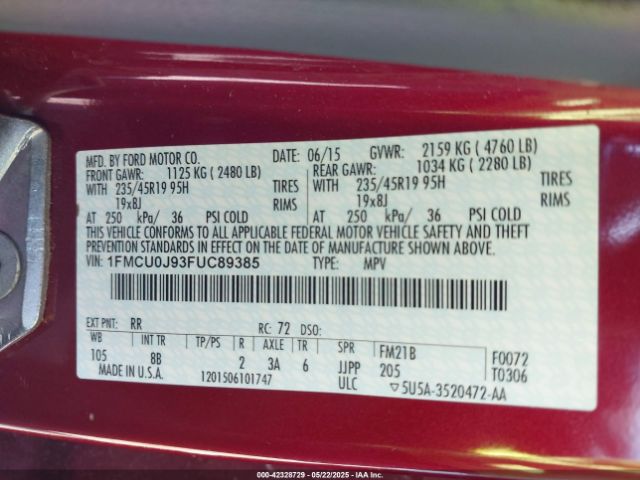 MFD. BY FORD MOTOR CO. DATE: 06/15 GVWR: 2159 KG ( 4760 LB)
FRONT GAWR: 1125 KG ( 2480 LB) REAR GAWR: 1034 KG ( 2280 LB)
WITH 235/45R19 95H TIRES WITH 235/45R19 95H TIRES
19x8J RIMS 19x8J RIMS
AT 250 kPa/ 36 PSI COLD AT 250 kPa/ 36 PSI COLD
THIS VEHICLE CONFORMS TO ALL APPLICABLE FEDERAL MOTOR VEHICLE SAFETY AND THEFT PREVENTION
STANDARDS IN EFFECT ON THE DATE OF MANUFACTURE SHOWN ABOVE.
VIN: 1FMCU0J93FUC89385 TYPE: MPV
EXT PNT: RR RC: 72 DSO:
WB INT TR TP/PS R AXLE TR SPR FM21B F0072
105 8B 2 3A 6 JJPP 205 T0306
MADE IN U.S.A. 1201506101747 ULC ▽5U5A-3520472-AA
000-42328729 - 05/22/2025 - IAAI. Copyright IAA, Inc.